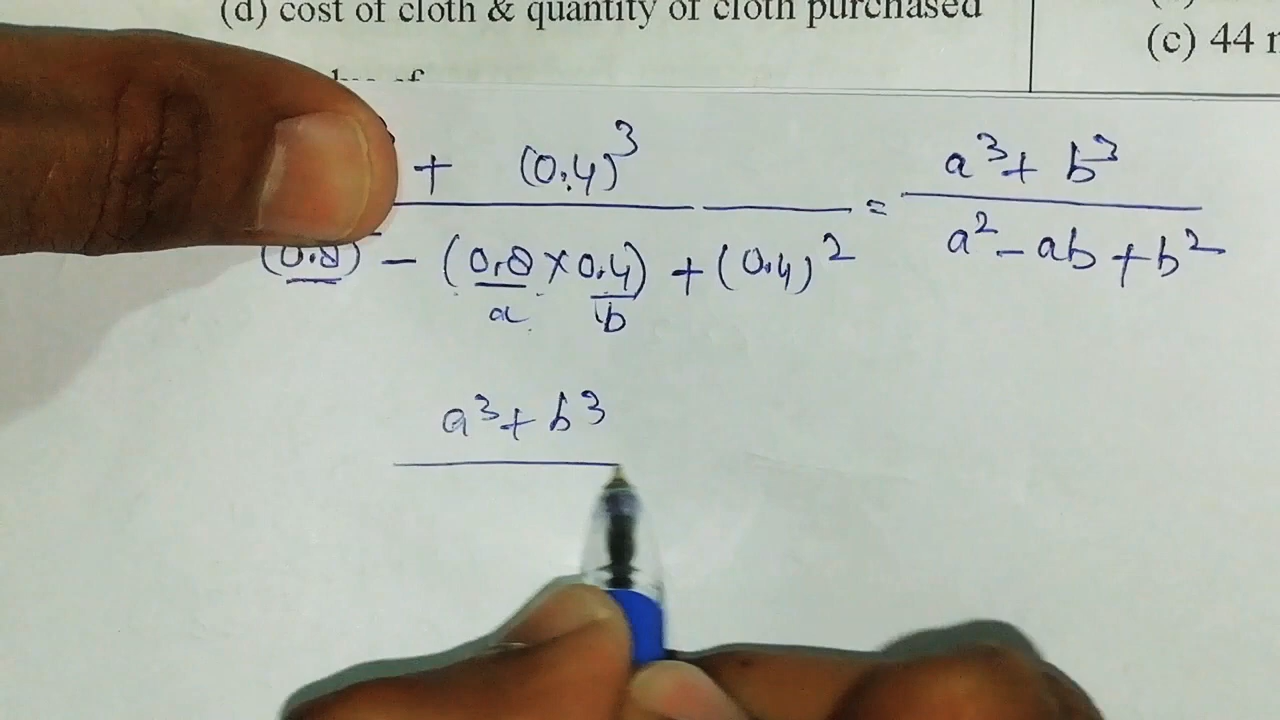 (d) cost of cloth & quantity of cloth purchased
(c) 44
+ (0.4)³ = a³ + b³
(0.8) - (0.8 × 0.4) + (0.4)² a² - ab + b²
a b
a³ + b³